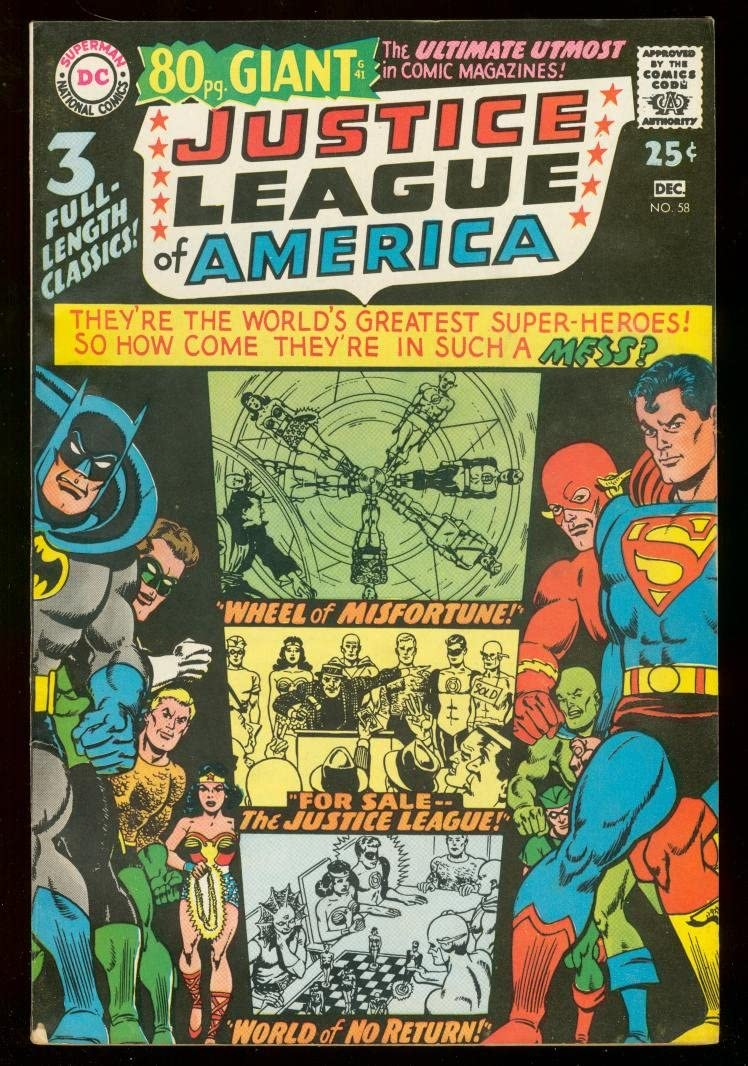 SUPERMAN
DC
NATIONAL COMICS
80pg. GIANT
G
41
The ULTIMATE UTMOST
in COMIC MAGAZINES!
APPROVED
BY THE
COMICS
CODE
CA
AUTHORITY
3
FULL-
LENGTH
CLASSICS!
JUSTICE
LEAGUE
of AMERICA
25¢
DEC.
NO. 58
THEY'RE THE WORLD'S GREATEST SUPER-HEROES!
SO HOW COME THEY'RE IN SUCH A MESS?
S
"WHEEL of MISFORTUNE!"
SOLD!
"FOR SALE--
The JUSTICE LEAGUE!"
"WORLD of NO RETURN!"